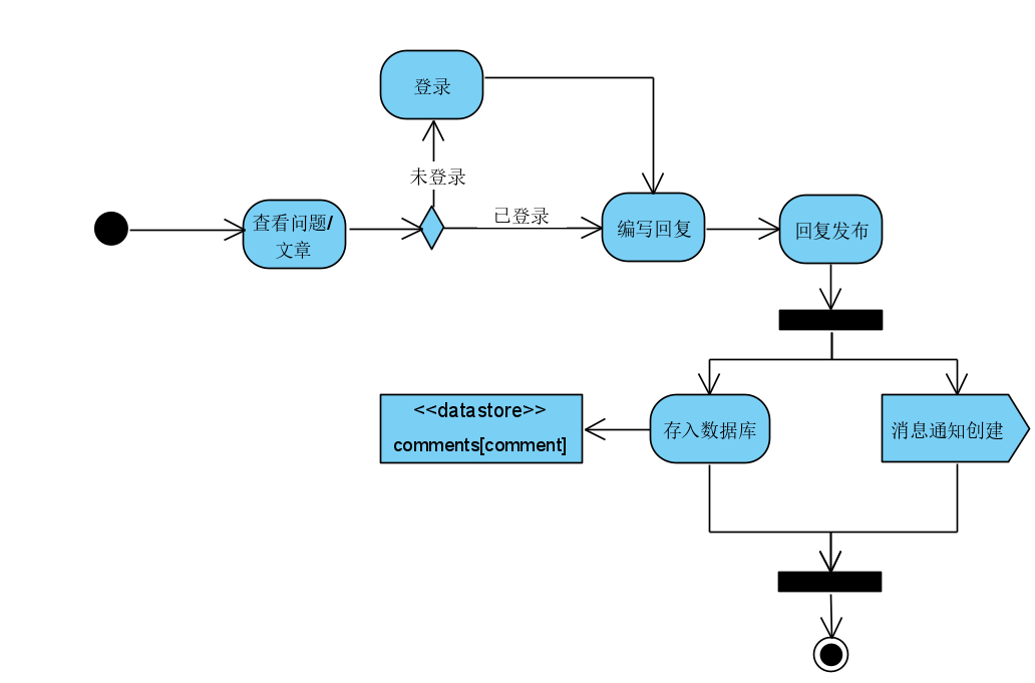 登录
未登录
已登录
查看问题/
文章
编写回复
回复发布
<<datastore>>
comments[comment]
存入数据库
消息通知创建